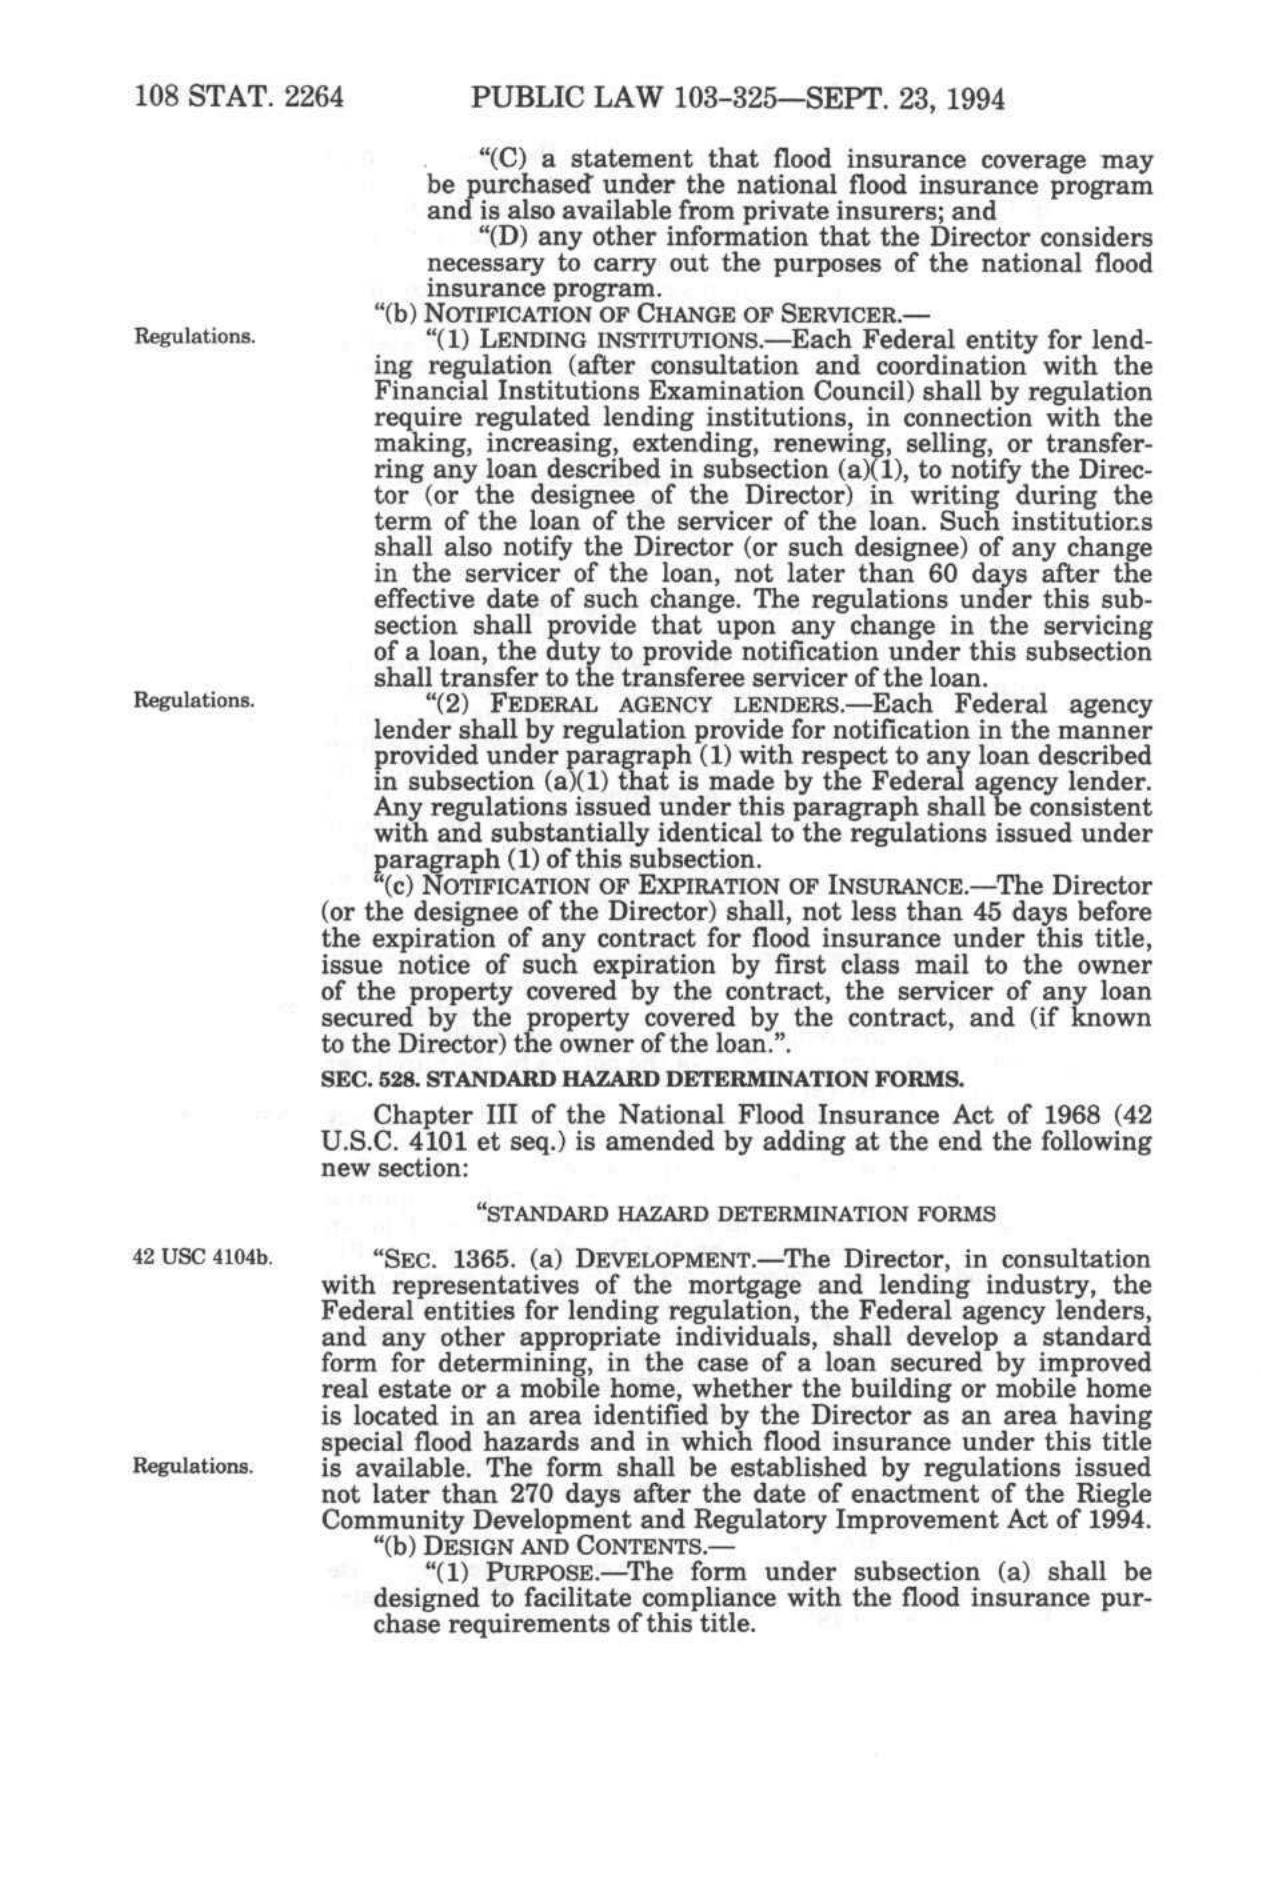 108 STAT. 2264 PUBLIC LAW 103–325—SEPT. 23, 1994
“(C) a statement that flood insurance coverage may
be purchased under the national flood insurance program
and is also available from private insurers; and
“(D) any other information that the Director considers
necessary to carry out the purposes of the national flood
insurance program.
“(b) NOTIFICATION OF CHANGE OF SERVICER.—
Regulations.
“(1) LENDING INSTITUTIONS.—Each Federal entity for lend-
ing regulation (after consultation and coordination with the
Financial Institutions Examination Council) shall by regulation
require regulated lending institutions, in connection with the
making, increasing, extending, renewing, selling, or transfer-
ring any loan described in subsection (a)(1), to notify the Direc-
tor (or the designee of the Director) in writing during the
term of the loan of the servicer of the loan. Such institutions
shall also notify the Director (or such designee) of any change
in the servicer of the loan, not later than 60 days after the
effective date of such change. The regulations under this sub-
section shall provide that upon any change in the servicing
of a loan, the duty to provide notification under this subsection
shall transfer to the transferee servicer of the loan.
Regulations.
“(2) FEDERAL AGENCY LENDERS.—Each Federal agency
lender shall by regulation provide for notification in the manner
provided under paragraph (1) with respect to any loan described
in subsection (a)(1) that is made by the Federal agency lender.
Any regulations issued under this paragraph shall be consistent
with and substantially identical to the regulations issued under
paragraph (1) of this subsection.
“(c) NOTIFICATION OF EXPIRATION OF INSURANCE.—The Director
(or the designee of the Director) shall, not less than 45 days before
the expiration of any contract for flood insurance under this title,
issue notice of such expiration by first class mail to the owner
of the property covered by the contract, the servicer of any loan
secured by the property covered by the contract, and (if known
to the Director) the owner of the loan.”.
SEC. 528. STANDARD HAZARD DETERMINATION FORMS.
Chapter III of the National Flood Insurance Act of 1968 (42
U.S.C. 4101 et seq.) is amended by adding at the end the following
new section:
“STANDARD HAZARD DETERMINATION FORMS
42 USC 4104b.
“SEC. 1365. (a) DEVELOPMENT.—The Director, in consultation
with representatives of the mortgage and lending industry, the
Federal entities for lending regulation, the Federal agency lenders,
and any other appropriate individuals, shall develop a standard
form for determining, in the case of a loan secured by improved
real estate or a mobile home, whether the building or mobile home
is located in an area identified by the Director as an area having
special flood hazards and in which flood insurance under this title
Regulations.
is available. The form shall be established by regulations issued
not later than 270 days after the date of enactment of the Riegle
Community Development and Regulatory Improvement Act of 1994.
“(b) DESIGN AND CONTENTS.—
“(1) PURPOSE.—The form under subsection (a) shall be
designed to facilitate compliance with the flood insurance pur-
chase requirements of this title.